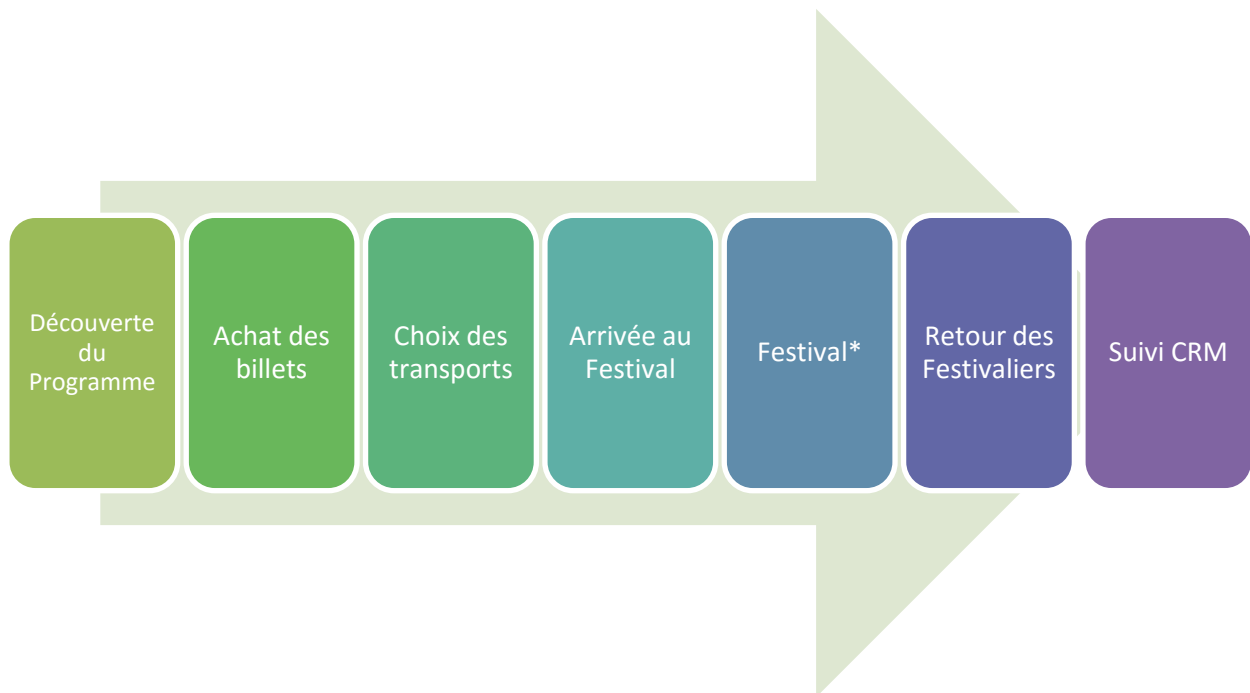 Découverte
du
Programme
Achat des
billets
Choix des
transports
Arrivée au
Festival
Festival*
Retour des
Festivaliers
Suivi CRM